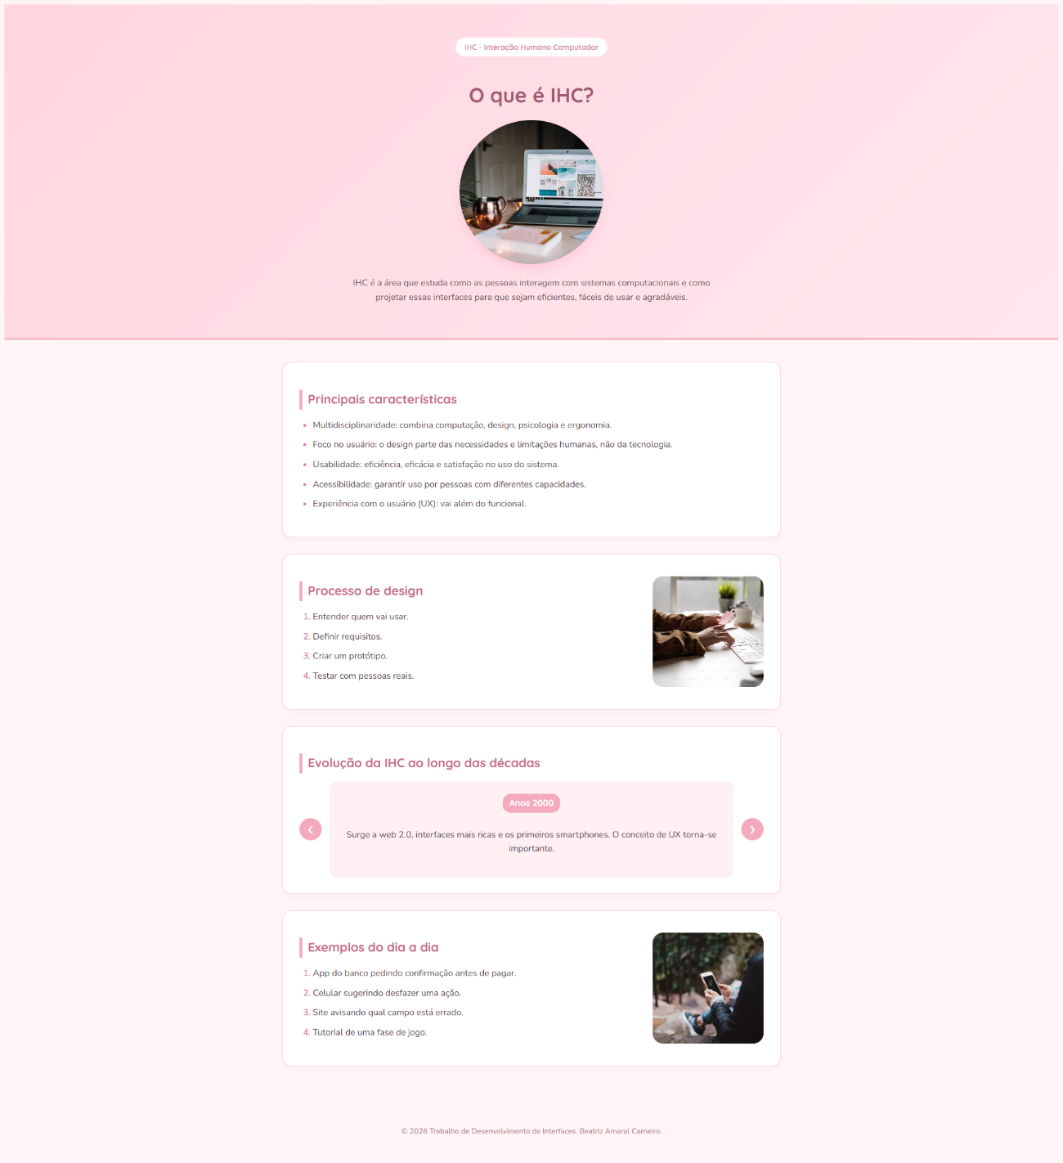 IHC - Interação Humano Computador
O que é IHC?
IHC é a área que estuda como as pessoas interagem com sistemas computacionais e como
projetar essas interfaces para que sejam eficientes, fáceis de usar e agradáveis.
Principais características
• Multidisciplinaridade: combina computação, design, psicologia e ergonomia.
• Foco no usuário: o design parte das necessidades e limitações humanas, não da tecnologia.
• Usabilidade: eficiência, eficácia e satisfação no uso do sistema.
• Acessibilidade: garantir uso por pessoas com diferentes capacidades.
• Experiência com o usuário (UX): vai além do funcional.
Processo de design
1. Entender quem vai usar.
2. Definir requisitos.
3. Criar um protótipo.
4. Testar com pessoas reais.
Evolução da IHC ao longo das décadas
Anos 2000
❮
Surge a web 2.0, interfaces mais ricas e os primeiros smartphones. O conceito de UX torna-se
importante.
❯
Exemplos do dia a dia
1. App do banco pedindo confirmação antes de pagar.
2. Celular sugerindo desfazer uma ação.
3. Site avisando qual campo está errado.
4. Tutorial de uma fase de jogo.
© 2026 Trabalho de Desenvolvimento de Interfaces. Beatriz Amaral Carneiro.